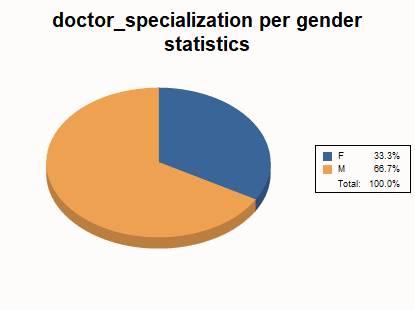 doctor_specialization per gender
statistics
F 33.3%
M 66.7%
Total: 100.0%